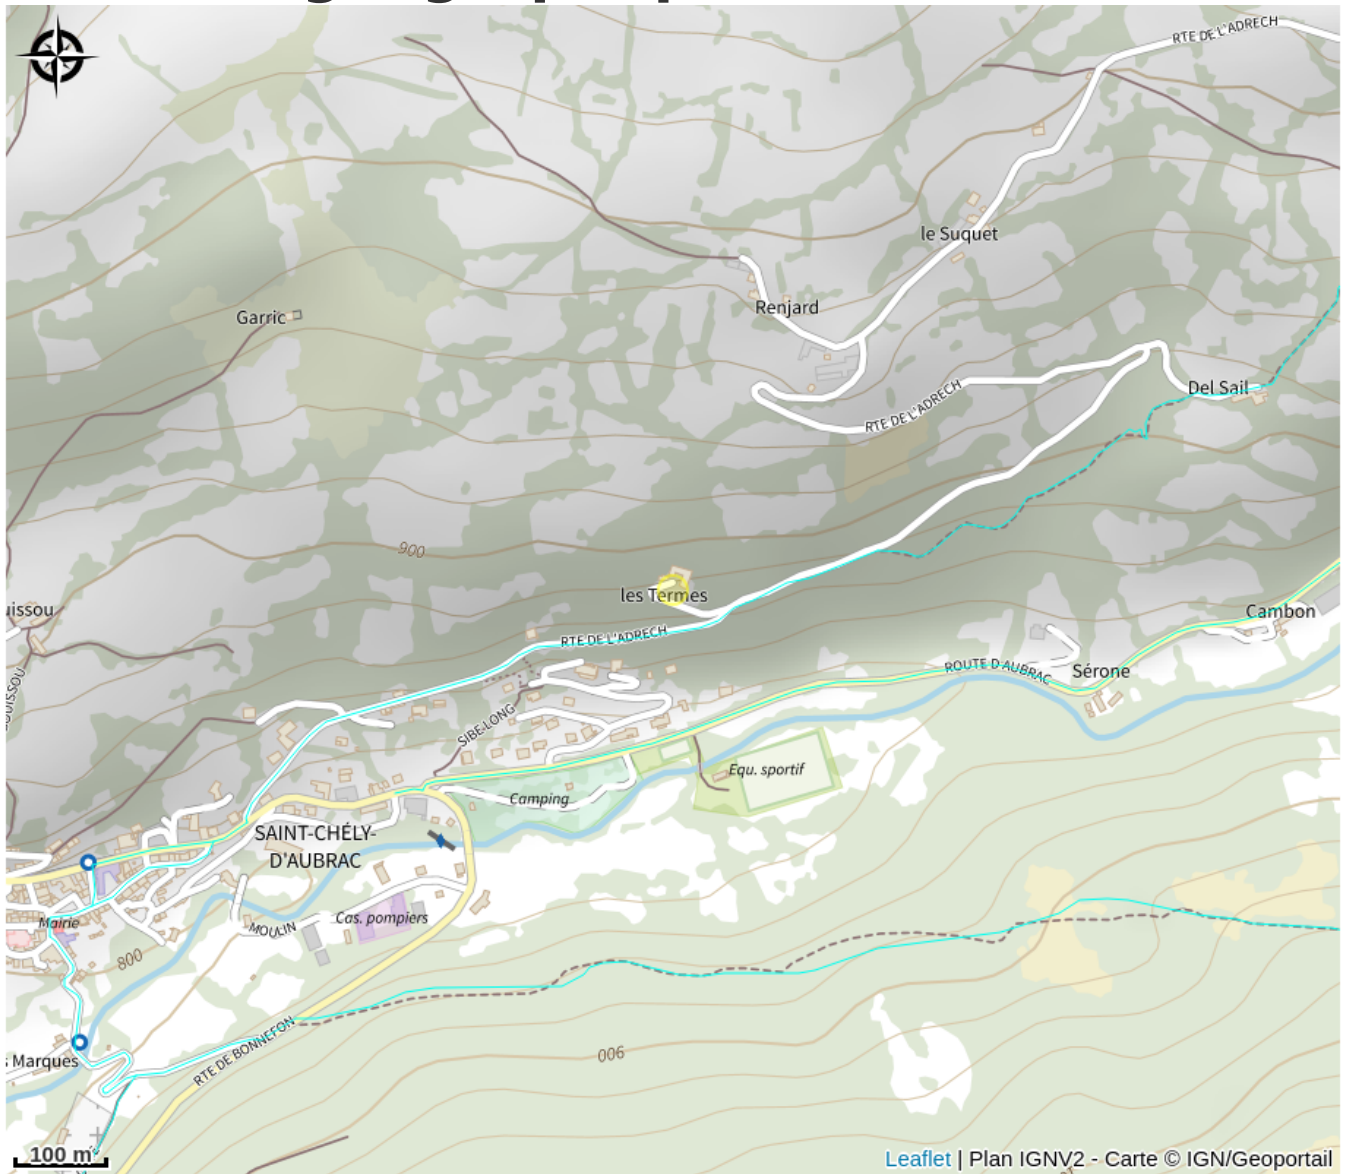 RTE DE L'ADRECH
le Suquet
Renjard
Garric
Del Sail
RTE DE L'ADRECH
900
les Termes
Cambon
RTE DE L'ADRECH
ROUTE D'AUBRAC
Sérone
SIBE-LONG
Equ. sportif
Camping
SAINT-CHÉLY-
D'AUBRAC
Cas. pompiers
Mairie
MOULIN
800
RTE DE BONNEFON
900
Marques
100 m
Leaflet | Plan IGNV2 - Carte © IGN/Geoportail